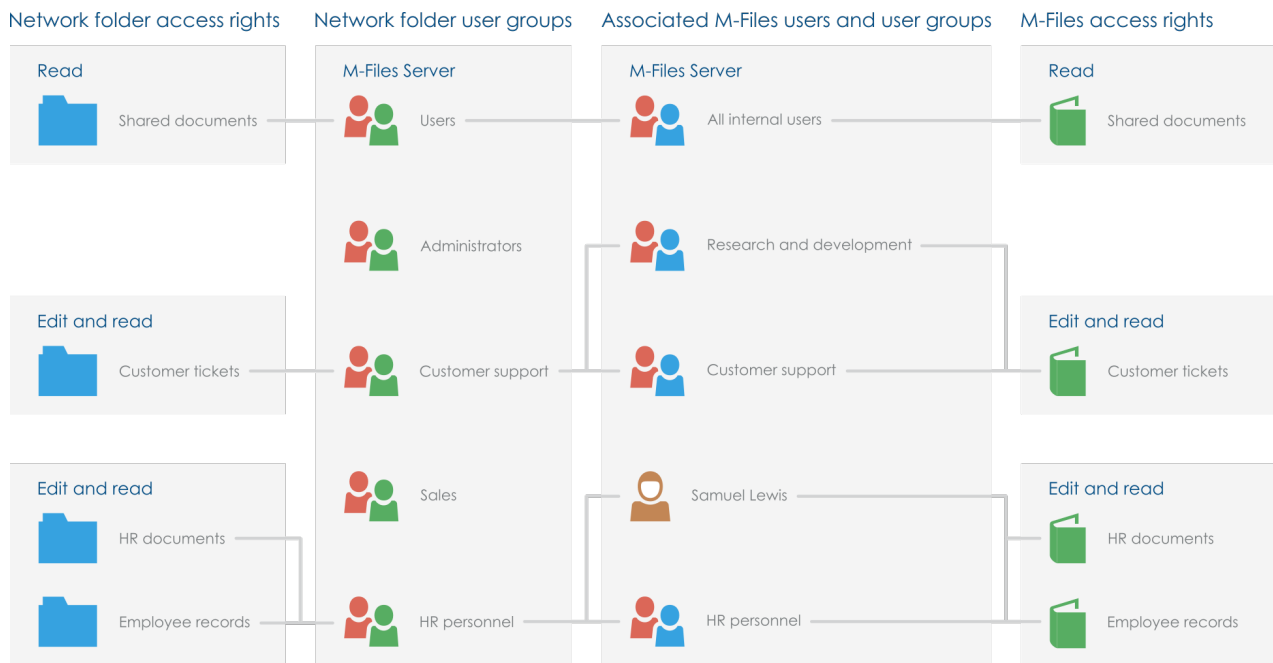 Network folder access rights
Network folder user groups
Associated M-Files users and user groups
M-Files access rights
Read
M-Files Server
M-Files Server
Read
Shared documents
Users
All internal users
Shared documents
Administrators
Research and development
Edit and read
Edit and read
Customer tickets
Customer support
Customer support
Customer tickets
Edit and read
Sales
Samuel Lewis
Edit and read
HR documents
HR documents
Employee records
HR personnel
HR personnel
Employee records